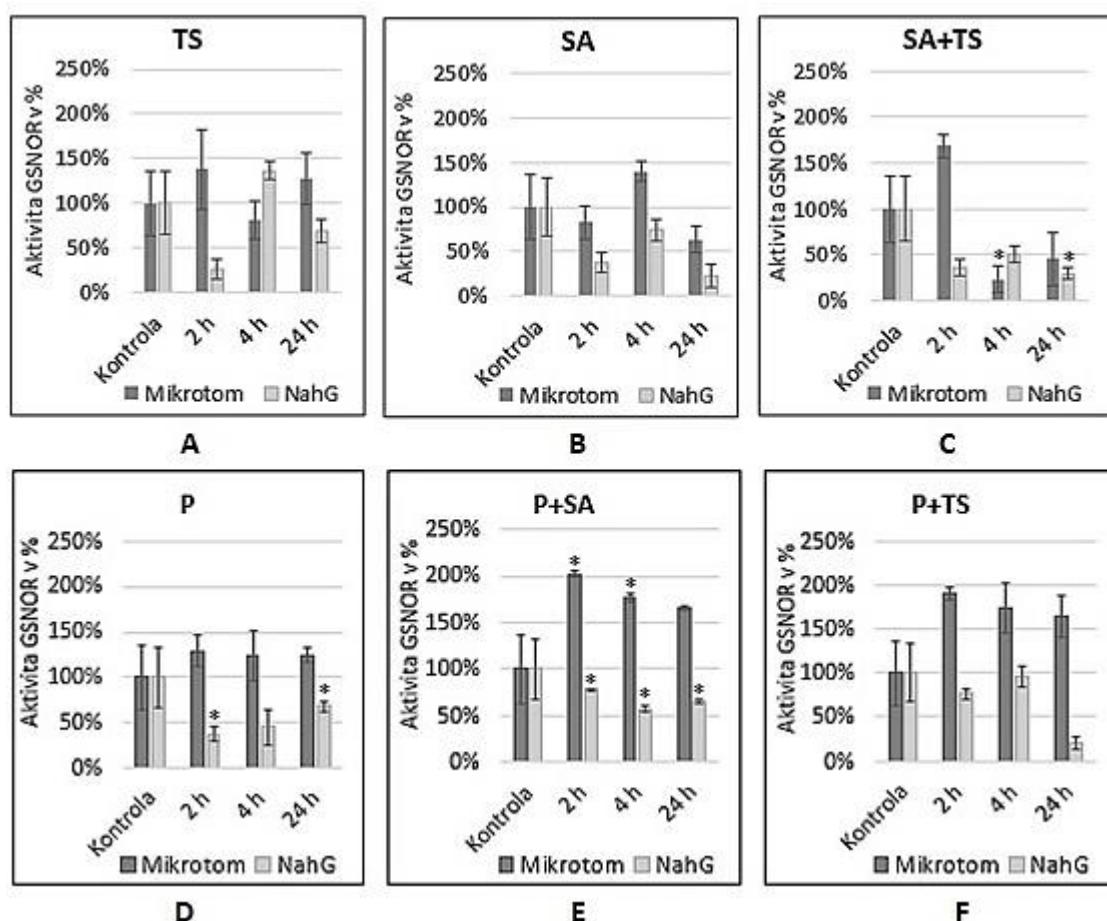 TS
Aktivita GSNOR v %
250%
200%
150%
100%
50%
0%
Kontrola
2 h
4 h
24 h
Mikrotom NahG
A
SA
Aktivita GSNOR v %
250%
200%
150%
100%
50%
0%
Kontrola
2 h
4 h
24 h
Mikrotom NahG
B
SA+TS
Aktivita GSNOR v %
250%
200%
150%
100%
50%
0%
*
*
Kontrola
2 h
4 h
24 h
Mikrotom NahG
C
P
Aktivita GSNOR v %
250%
200%
150%
100%
50%
0%
*
*
Kontrola
2 h
4 h
24 h
Mikrotom NahG
D
P+SA
Aktivita GSNOR v %
250%
200%
150%
100%
50%
0%
*
*
*
*
*
Kontrola
2 h
4 h
24 h
Mikrotom NahG
E
P+TS
Aktivita GSNOR v %
250%
200%
150%
100%
50%
0%
Kontrola
2 h
4 h
24 h
Mikrotom NahG
F